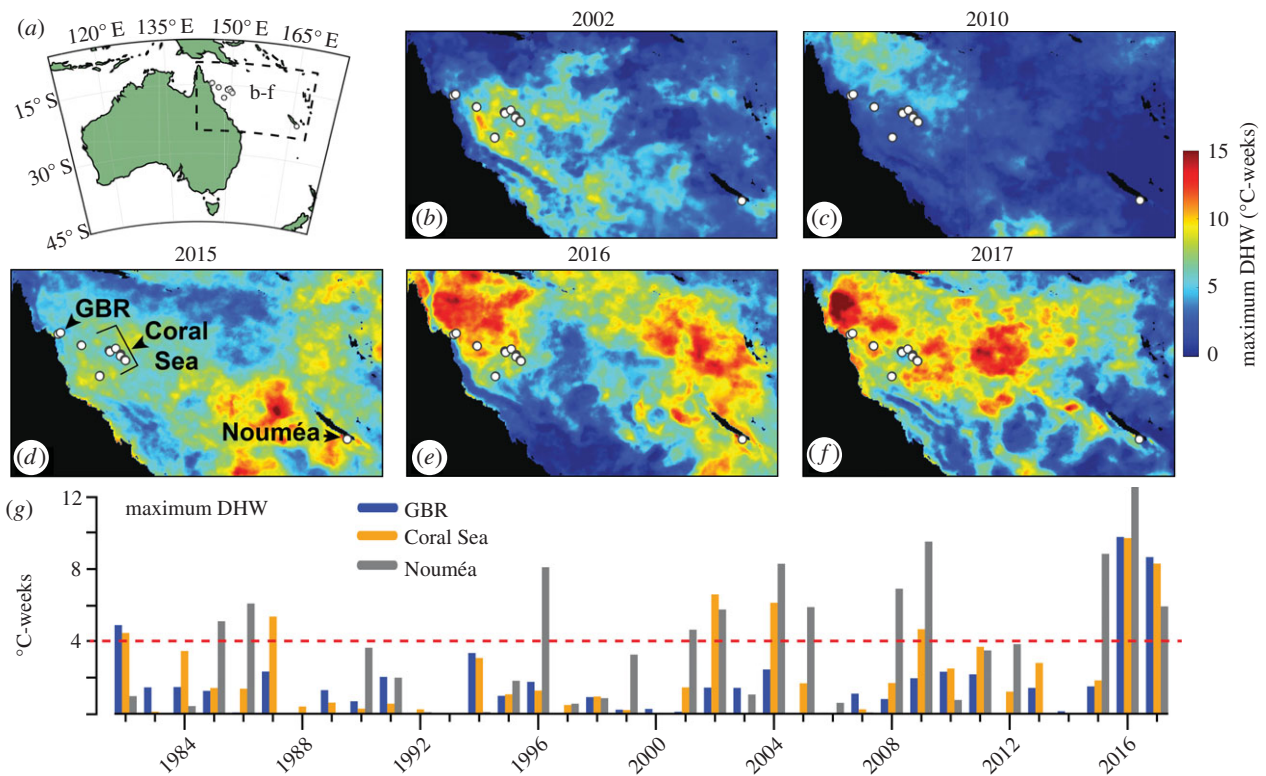 (a)
120° E 135° E 150° E 165° E
15° S
30° S
45° S
b-f
2002
(b)
2010
(c)
15
10
5
0
maximum DHW (°C-weeks)
2015
GBR
Coral
Sea
Nouméa
(d)
2016
(e)
2017
(f)
(g)
maximum DHW
GBR
Coral Sea
Nouméa
°C-weeks
12
8
4
1984 1988 1992 1996 2000 2004 2008 2012 2016